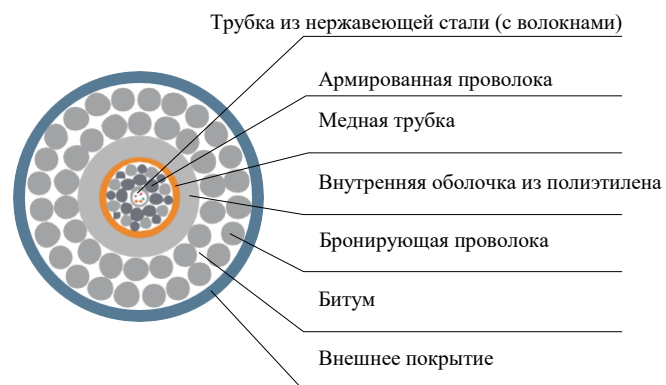 Трубка из нержавеющей стали (с волокнами)
Армированная проволока
Медная трубка
Внутренняя оболочка из полиэтилена
Бронирующая проволока
Битум
Внешнее покрытие